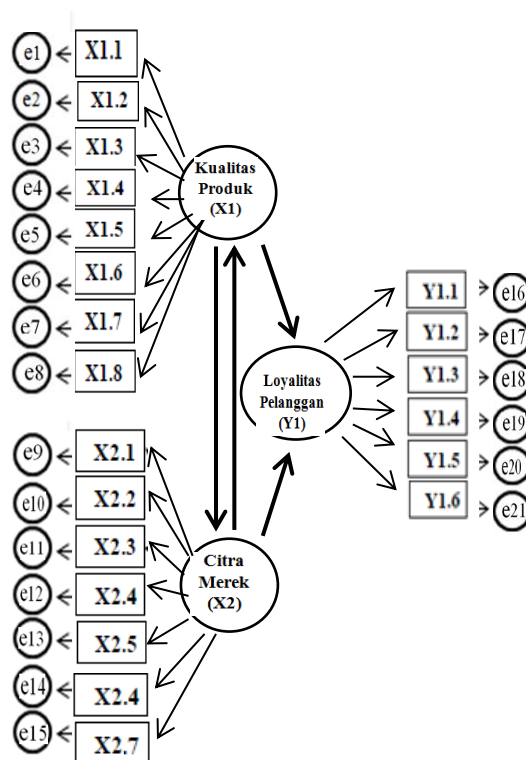 e1 X1.1
e2 X1.2
e3 X1.3
e4 X1.4
e5 X1.5
e6 X1.6
e7 X1.7
e8 X1.8
Kualitas
Produk
(X1)
Y1.1 e16
Y1.2 e17
Y1.3 e18
Y1.4 e19
Y1.5 e20
Y1.6 e21
Loyalitas
Pelanggan
(Y1)
e9 X2.1
e10 X2.2
e11 X2.3
e12 X2.4
e13 X2.5
e14 X2.4
e15 X2.7
Citra
Merek
(X2)